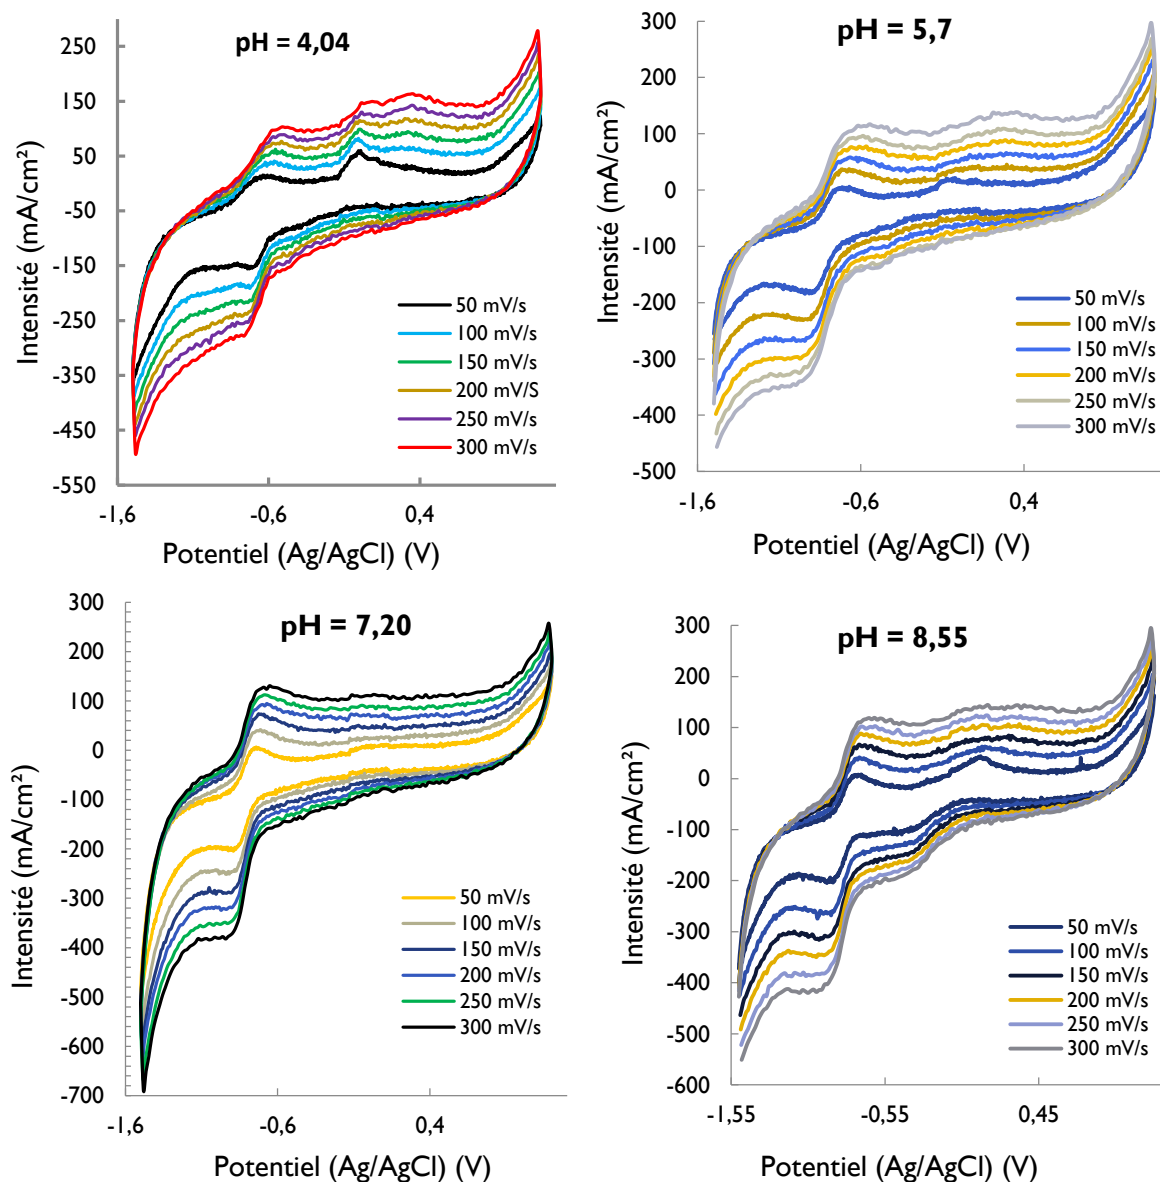 pH = 4,04
250
150
50
-50
-150
-250
-350
-450
-550
Intensité (mA/cm²)
50 mV/s
100 mV/s
150 mV/s
200 mV/S
250 mV/s
300 mV/s
-1,6
-0,6
0,4
Potentiel (Ag/AgCl) (V)
pH = 5,7
300
200
100
0
-100
-200
-300
-400
-500
Intensité (mA/cm²)
50 mV/s
100 mV/s
150 mV/s
200 mV/s
250 mV/s
300 mV/s
-1,6
-0,6
0,4
Potentiel (Ag/AgCl) (V)
pH = 7,20
300
200
100
0
-100
-200
-300
-400
-500
-600
-700
Intensité (mA/cm²)
50 mV/s
100 mV/s
150 mV/s
200 mV/s
250 mV/s
300 mV/s
-1,6
-0,6
0,4
Potentiel (Ag/AgCl) (V)
pH = 8,55
300
200
100
0
-100
-200
-300
-400
-500
-600
Intensité (mA/cm²)
50 mV/s
100 mV/s
150 mV/s
200 mV/s
250 mV/s
300 mV/s
-1,55
-0,55
0,45
Potentiel (Ag/AgCl) (V)